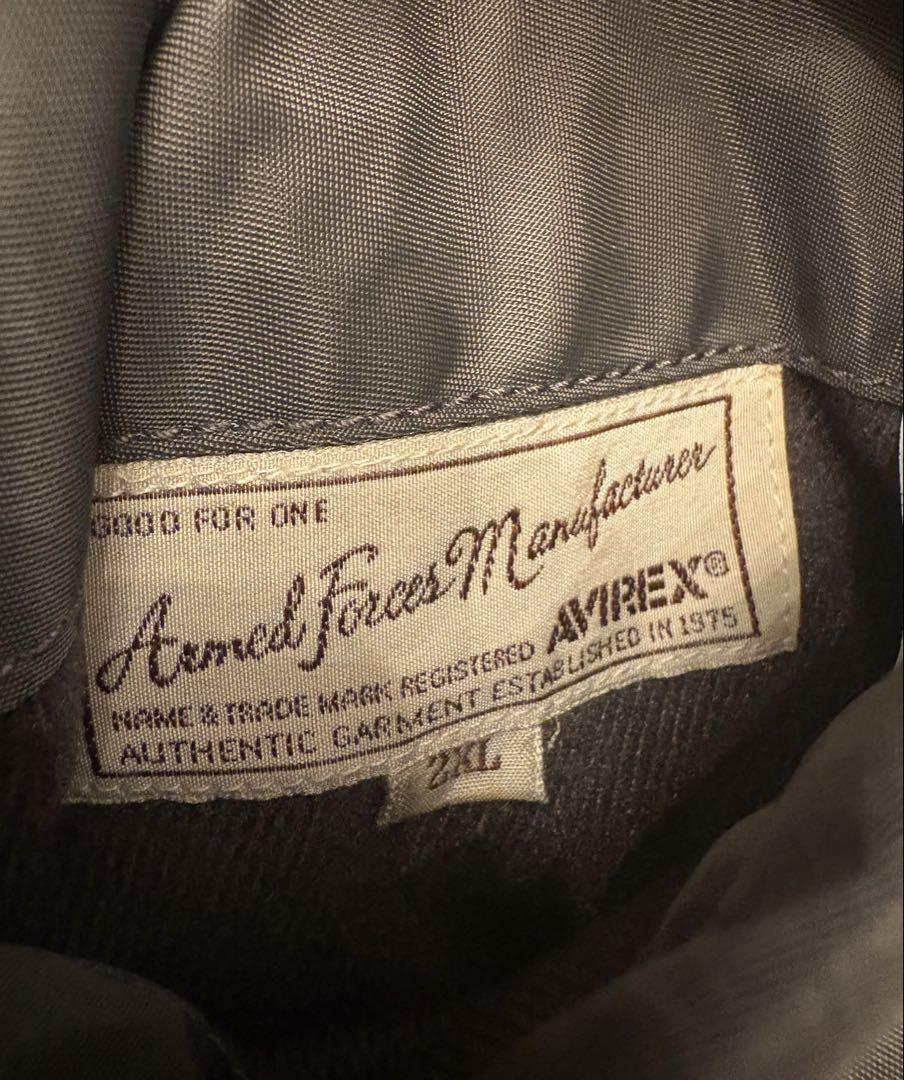 GOOD FOR ONE
Armed Forces Manufacturer
NAME & TRADE MARK REGISTERED AVIREX®
AUTHENTIC GARMENT ESTABLISHED IN 1975
2XL